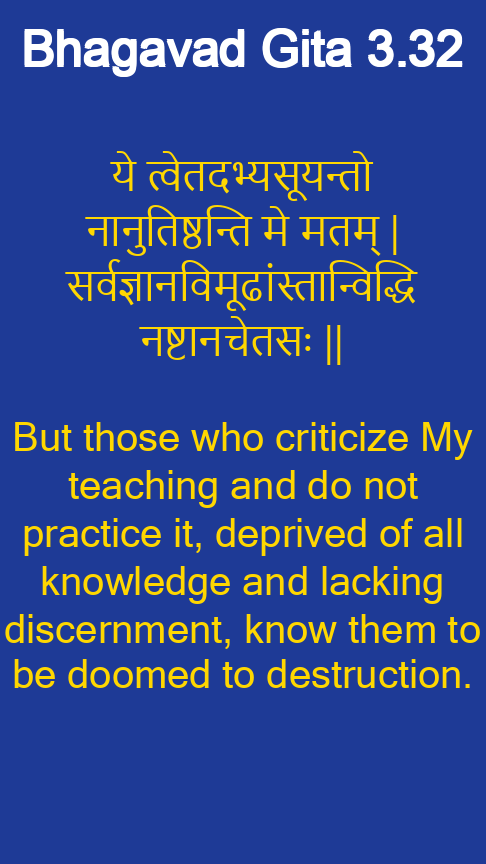 Bhagavad Gita 3.32
ये त्वेतदभ्यसूयन्तो
नानुतिष्ठन्ति मे मतम् |
सर्वज्ञानविमूढांस्तान्विद्धि
नष्टानचेतसः ||
But those who criticize My
teaching and do not
practice it, deprived of all
knowledge and lacking
discernment, know them to
be doomed to destruction.